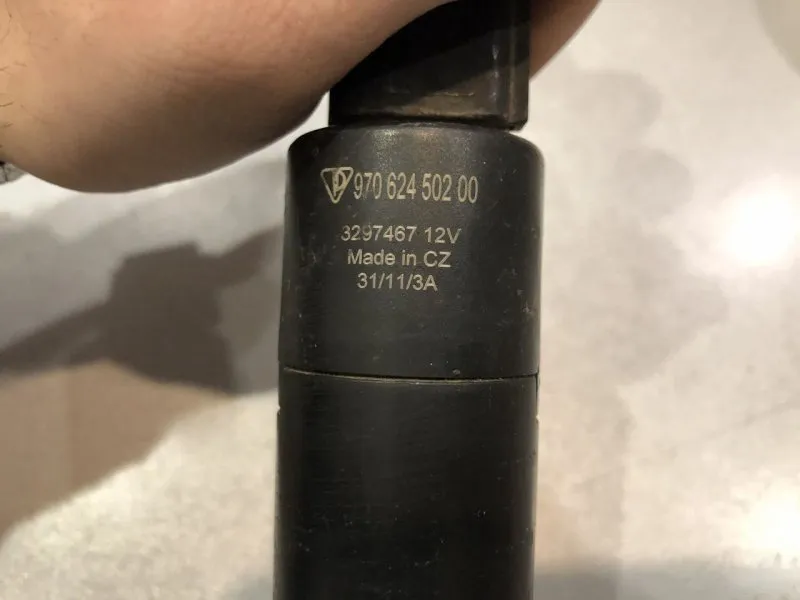 P 970 624 502 00
3297467 12V
Made in CZ
31/11/3A